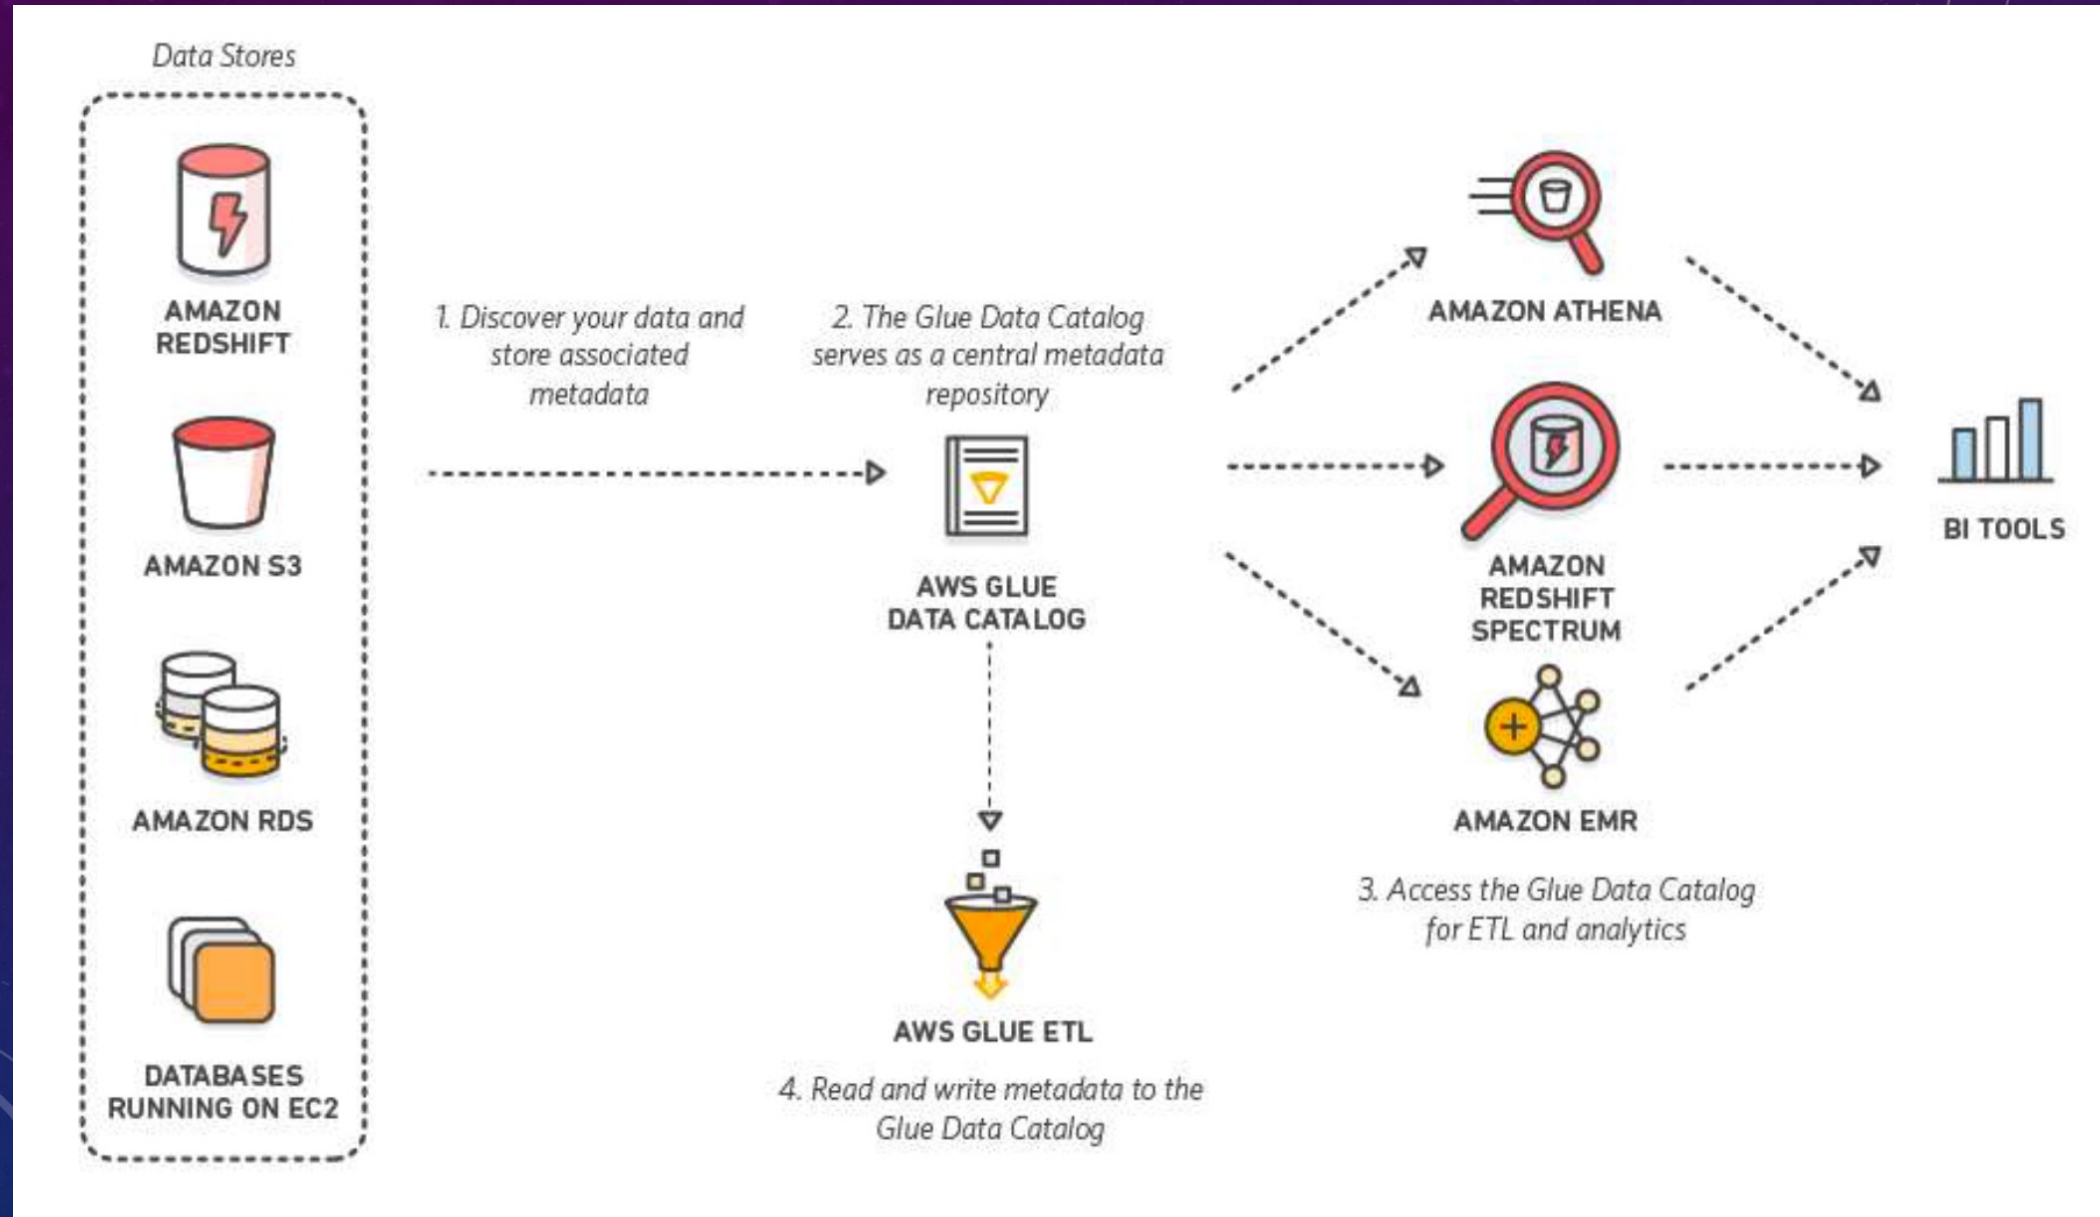 Data Stores
AMAZON
REDSHIFT
AMAZON S3
AMAZON RDS
DATABASES
RUNNING ON EC2
1. Discover your data and
store associated
metadata
2. The Glue Data Catalog
serves as a central metadata
repository
AWS GLUE
DATA CATALOG
AWS GLUE ETL
4. Read and write metadata to the
Glue Data Catalog
AMAZON ATHENA
AMAZON
REDSHIFT
SPECTRUM
AMAZON EMR
3. Access the Glue Data Catalog
for ETL and analytics
BI TOOLS